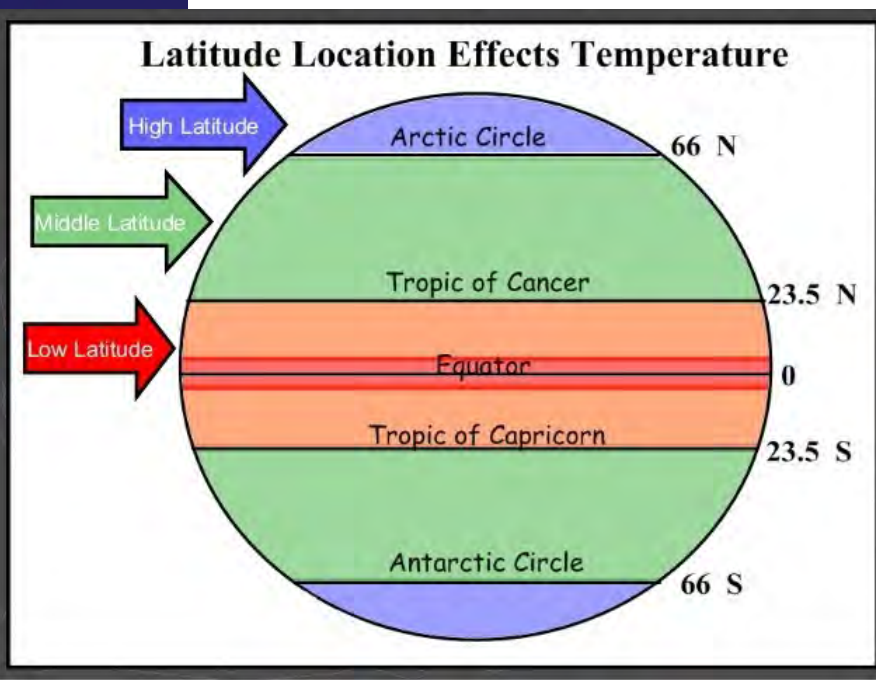 Latitude Location Effects Temperature
High Latitude
Arctic Circle
66 N
Middle Latitude
Tropic of Cancer
23.5 N
Low Latitude
Equator
0
Tropic of Capricorn
23.5 S
Antarctic Circle
66 S